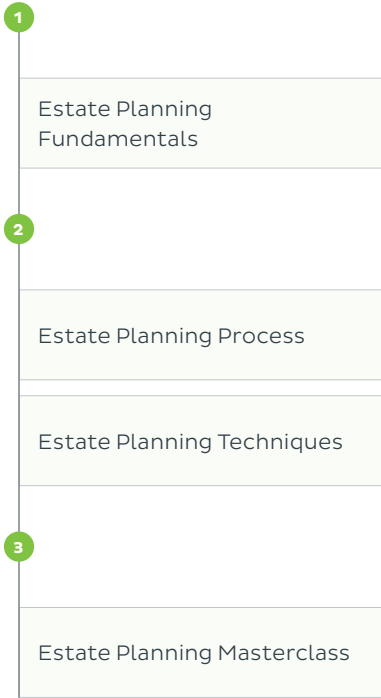 1
Estate Planning
Fundamentals
2
Estate Planning Process
Estate Planning Techniques
3
Estate Planning Masterclass